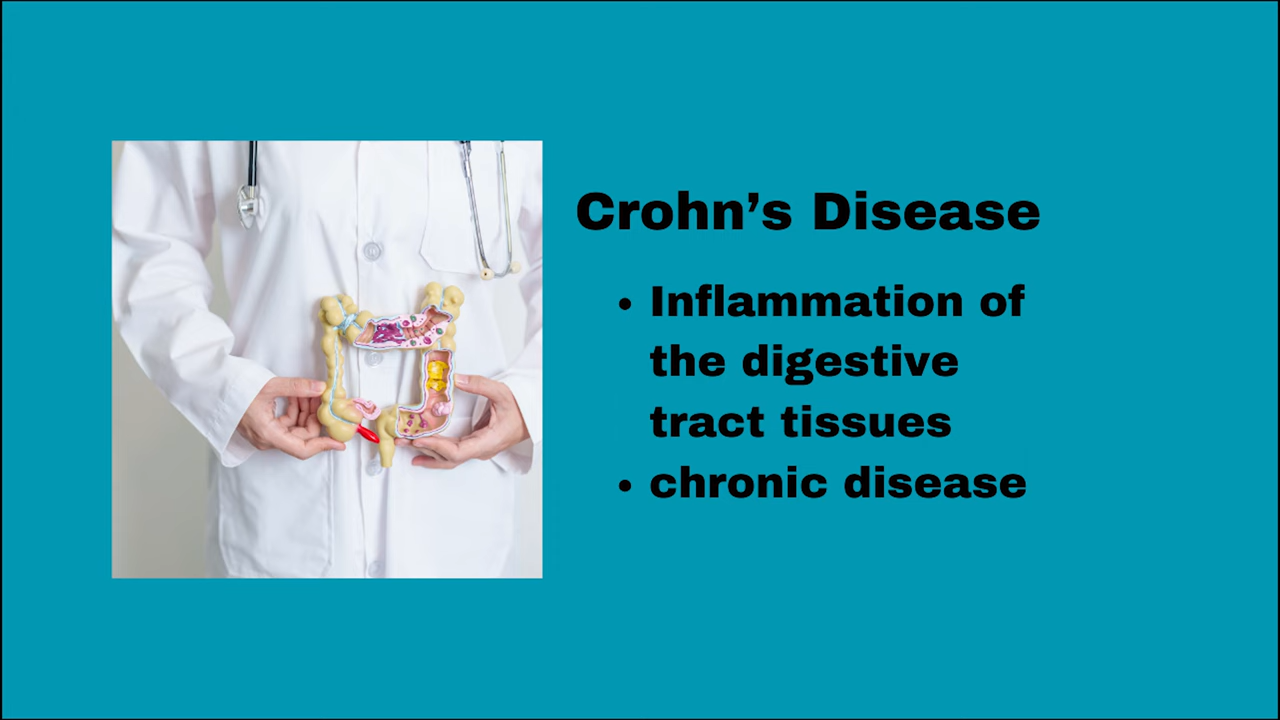 Crohn’s Disease
• Inflammation of
the digestive
tract tissues
• chronic disease